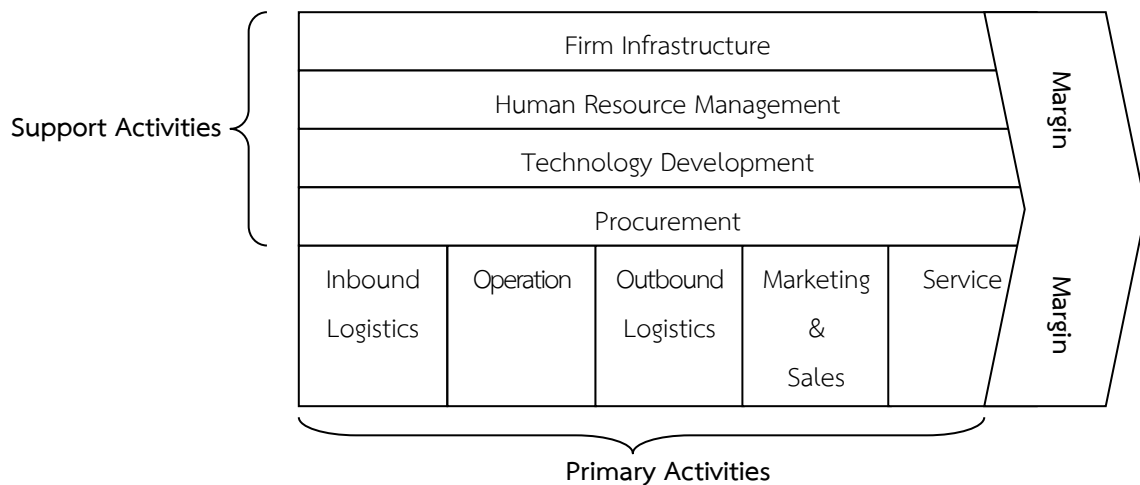 Firm Infrastructure
Human Resource Management
Support Activities
Technology Development
Procurement
Margin
Inbound
Logistics
Operation
Outbound
Logistics
Marketing
&
Sales
Service
Margin
Primary Activities